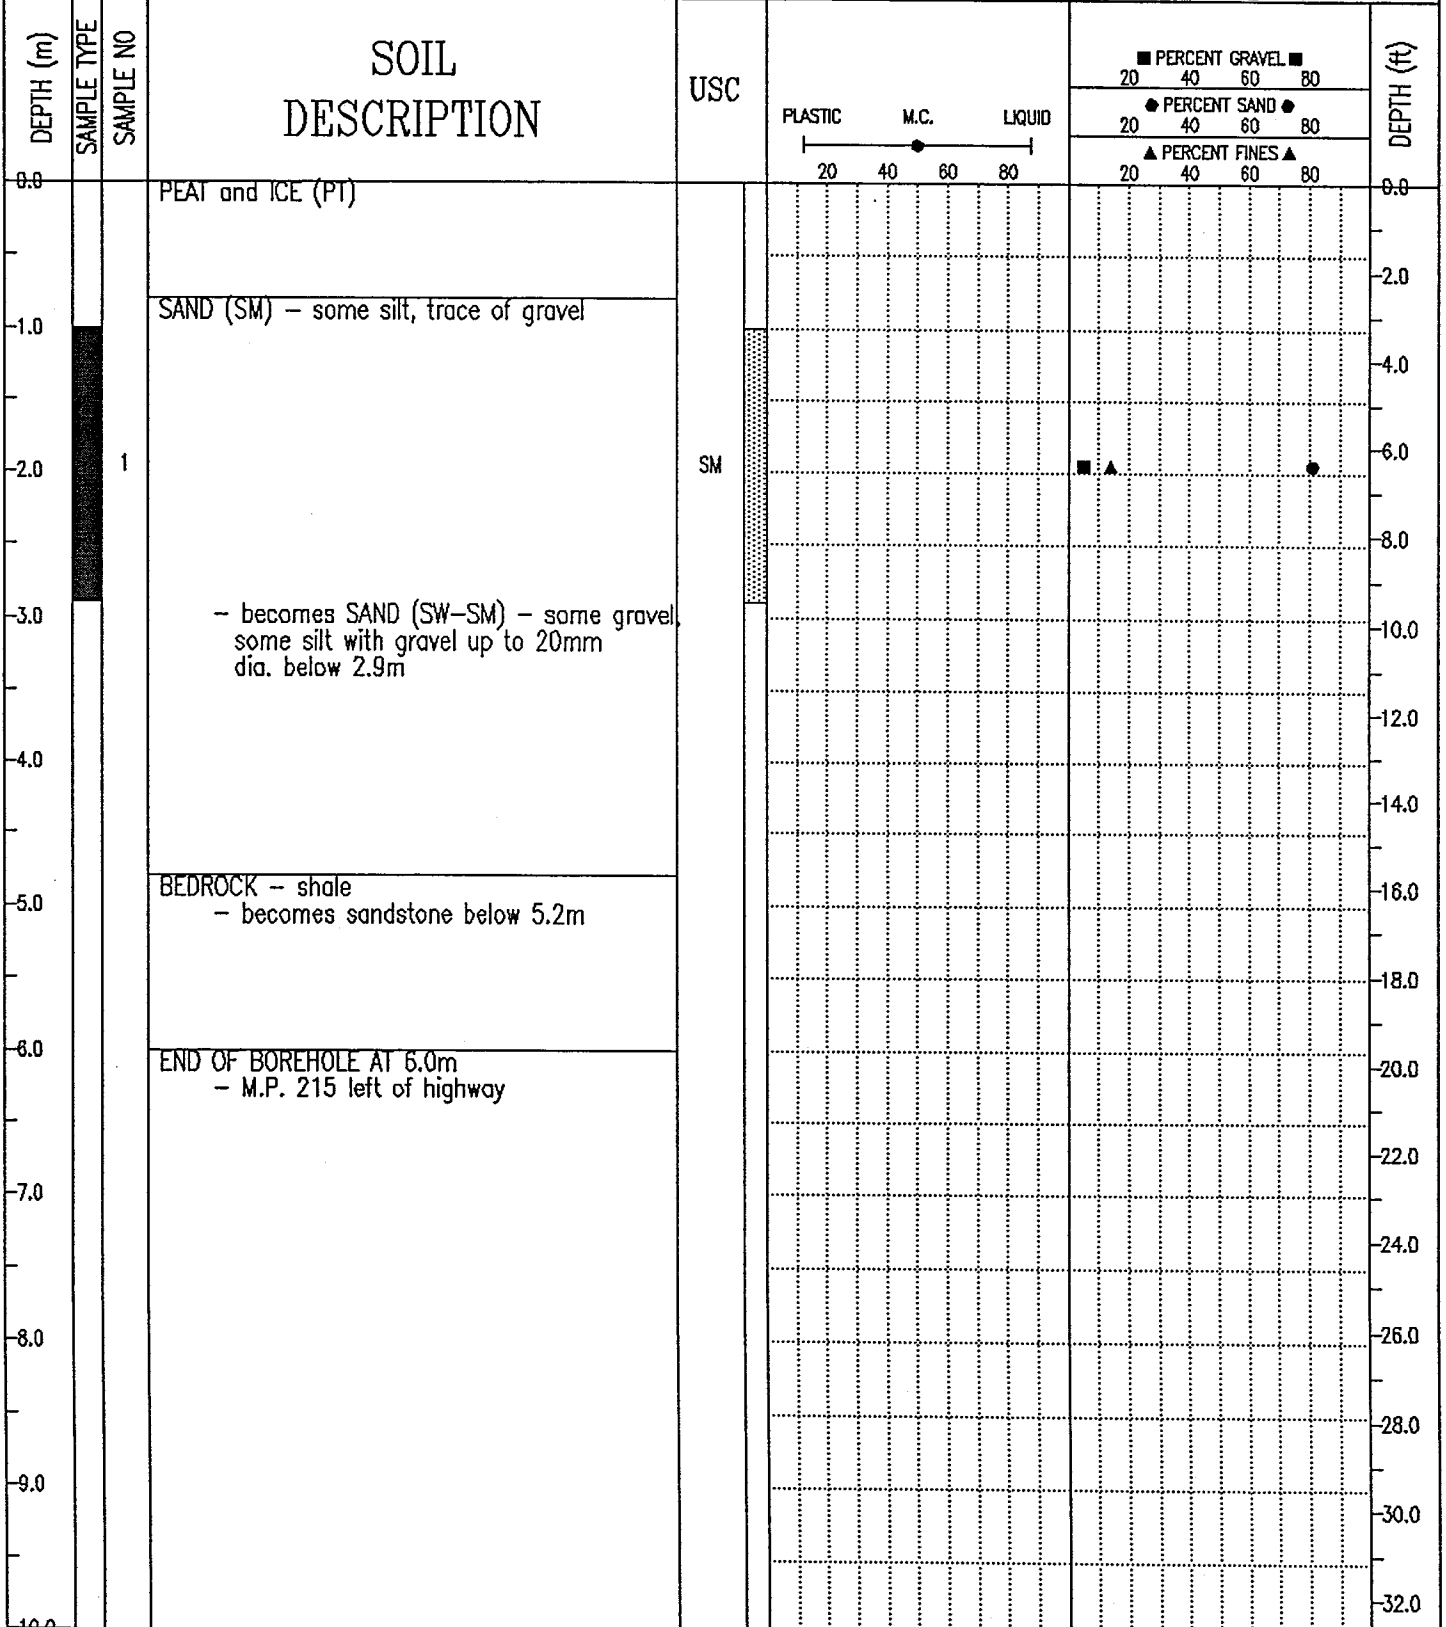 DEPTH (m)
SAMPLE TYPE
SAMPLE NO
SOIL
DESCRIPTION
USC
PLASTIC M.C. LIQUID
20 40 60 80
■ PERCENT GRAVEL ■
20 40 60 80
● PERCENT SAND ●
20 40 60 80
▲ PERCENT FINES ▲
20 40 60 80
DEPTH (ft)
0.0
PEAT and ICE (PT)
0.0
2.0
SAND (SM) – some silt, trace of gravel
1.0
4.0
6.0
2.0
1
SM
8.0
3.0
– becomes SAND (SW–SM) – some gravel,
some silt with gravel up to 20mm
dia. below 2.9m
10.0
12.0
4.0
14.0
BEDROCK – shale
16.0
5.0
– becomes sandstone below 5.2m
18.0
6.0
END OF BOREHOLE AT 6.0m
– M.P. 215 left of highway
20.0
22.0
7.0
24.0
8.0
26.0
28.0
9.0
30.0
32.0
10.0